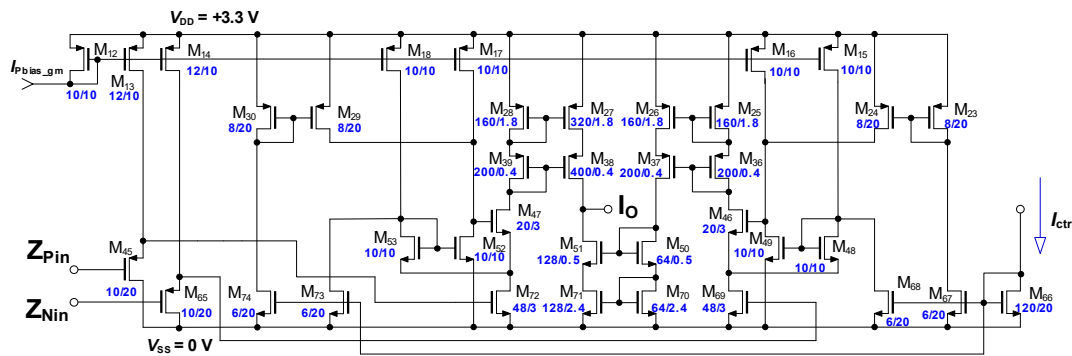 V_DD = +3.3 V
I_Pbias_gm
M12
10/10
M13
12/10
M14
12/10
M18
10/10
M17
10/10
M16
10/10
M15
10/10
M30
8/20
M29
8/20
M28
160/1.8
M27
320/1.8
M26
160/1.8
M25
160/1.8
M24
8/20
M23
8/20
M39
200/0.4
M38
400/0.4
M37
200/0.4
M36
200/0.4
M47
20/3
I_O
M46
20/3
I_ctr
M53
10/10
M52
10/10
M51
128/0.5
M50
64/0.5
M49
10/10
M48
10/10
Z_Pin
M45
10/20
Z_Nin
M65
10/20
M74
6/20
M73
6/20
M72
48/3
M71
128/2.4
M70
64/2.4
M69
48/3
M68
6/20
M67
6/20
M66
120/20
V_SS = 0 V